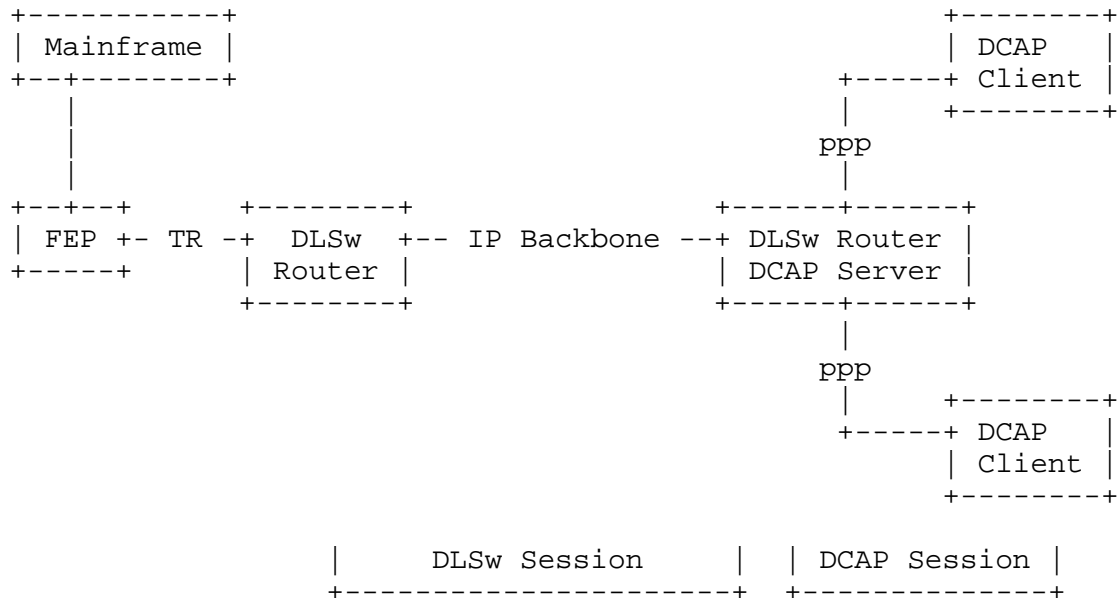 Mainframe DCAP
Client
ppp
FEP TR DLSw IP Backbone DLSw Router
Router DCAP Server
ppp
DCAP
Client
DLSw Session DCAP Session